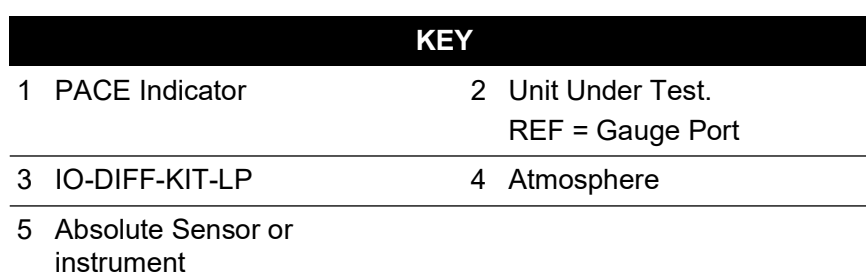 KEY
1 PACE Indicator
2 Unit Under Test.
REF = Gauge Port
3 IO-DIFF-KIT-LP
4 Atmosphere
5 Absolute Sensor or
instrument